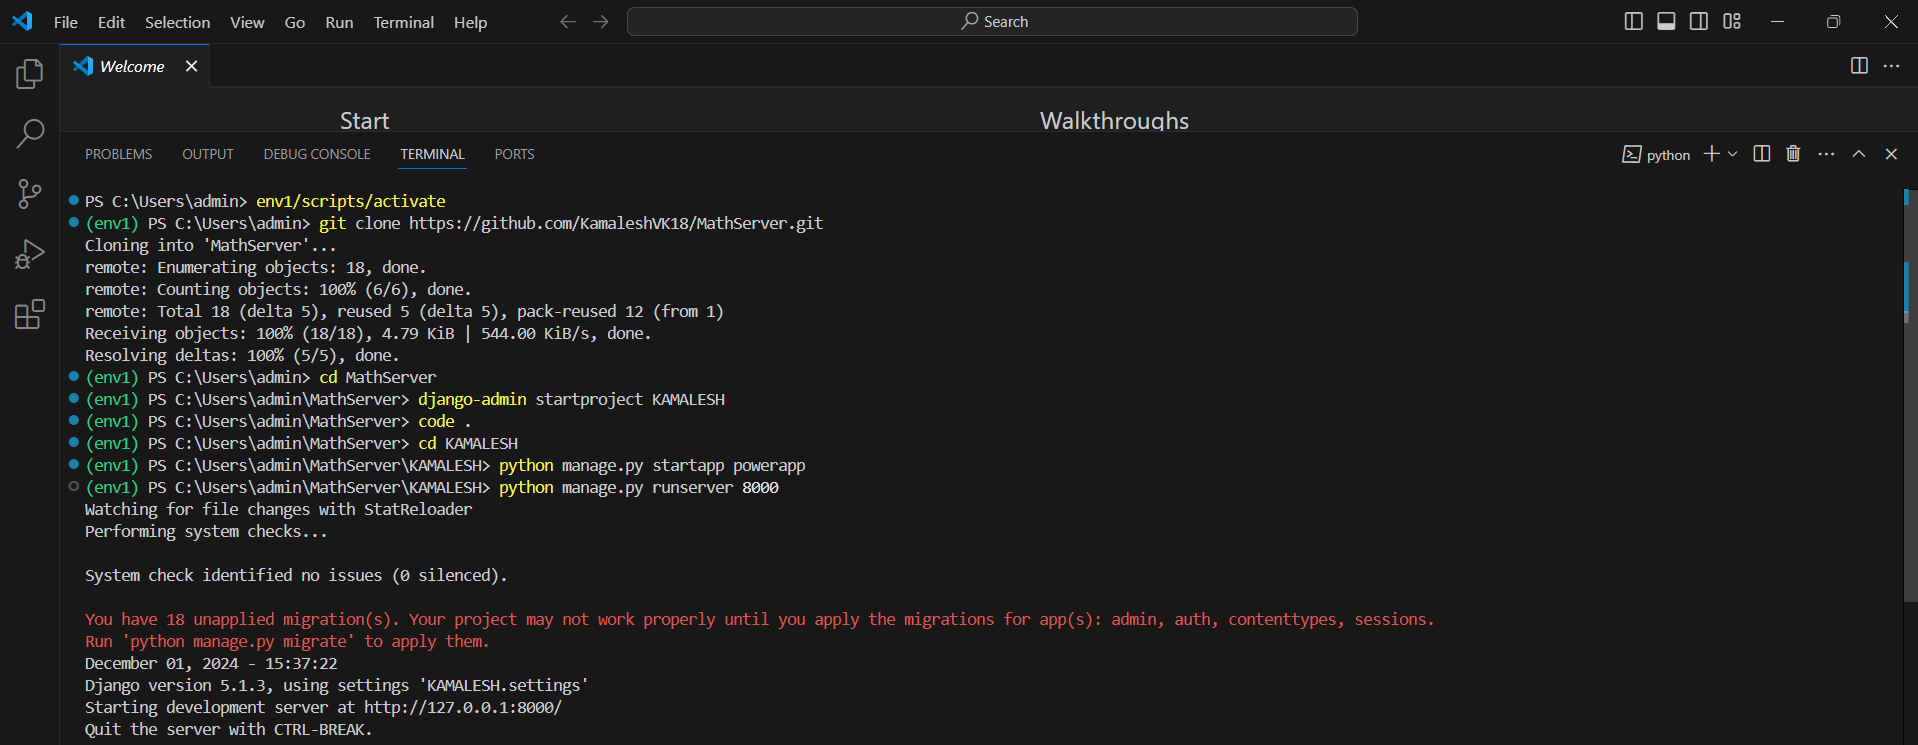 File Edit Selection View Go Run Terminal Help Search
Welcome
Start Walkthroughs
PROBLEMS OUTPUT DEBUG CONSOLE TERMINAL PORTS python
PS C:\Users\admin> env1/scripts/activate
(env1) PS C:\Users\admin> git clone https://github.com/KamaleshVK18/MathServer.git
Cloning into 'MathServer'...
remote: Enumerating objects: 18, done.
remote: Counting objects: 100% (6/6), done.
remote: Total 18 (delta 5), reused 5 (delta 5), pack-reused 12 (from 1)
Receiving objects: 100% (18/18), 4.79 KiB | 544.00 KiB/s, done.
Resolving deltas: 100% (5/5), done.
(env1) PS C:\Users\admin> cd MathServer
(env1) PS C:\Users\admin\MathServer> django-admin startproject KAMALESH
(env1) PS C:\Users\admin\MathServer> code .
(env1) PS C:\Users\admin\MathServer> cd KAMALESH
(env1) PS C:\Users\admin\MathServer\KAMALESH> python manage.py startapp powerapp
(env1) PS C:\Users\admin\MathServer\KAMALESH> python manage.py runserver 8000
Watching for file changes with StatReloader
Performing system checks...
System check identified no issues (0 silenced).
You have 18 unapplied migration(s). Your project may not work properly until you apply the migrations for app(s): admin, auth, contenttypes, sessions.
Run 'python manage.py migrate' to apply them.
December 01, 2024 - 15:37:22
Django version 5.1.3, using settings 'KAMALESH.settings'
Starting development server at http://127.0.0.1:8000/
Quit the server with CTRL-BREAK.